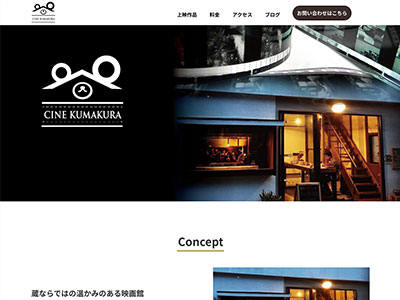 CINE KUMAKURA
上映作品
料金
アクセス
ブログ
お問い合わせはこちら
CINE KUMAKURA
Concept
蔵ならではの温かみのある映画館